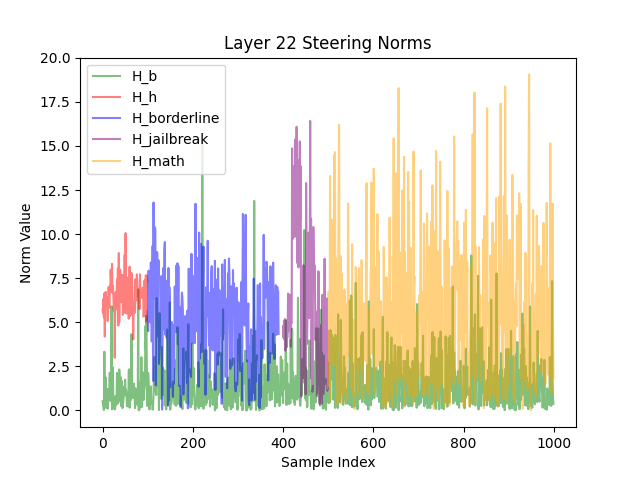 Layer 22 Steering Norms
20.0
17.5
15.0
12.5
10.0
7.5
5.0
2.5
0.0
Norm Value
H_b
H_h
H_borderline
H_jailbreak
H_math
0 200 400 600 800 1000
Sample Index